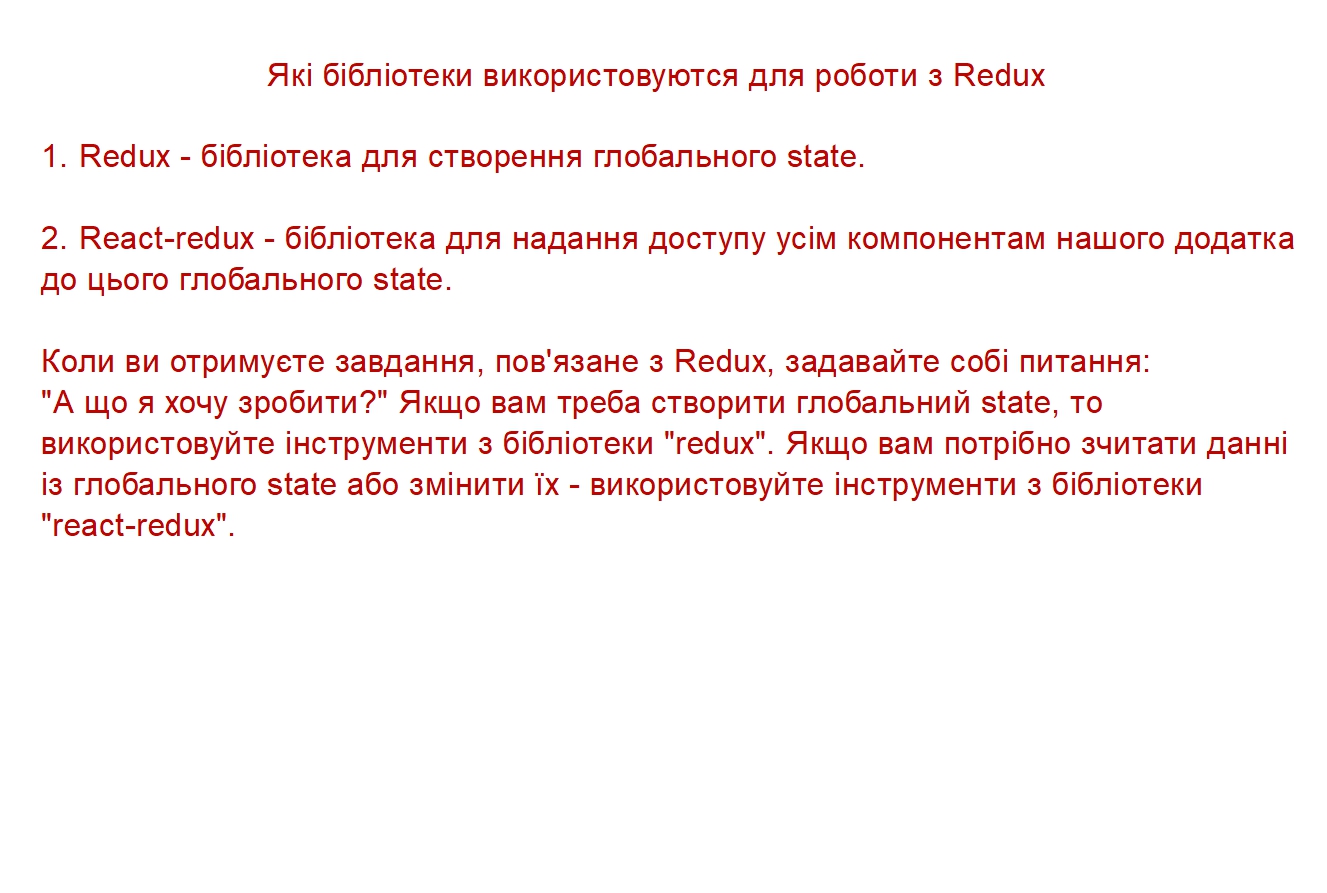 Які бібліотеки використовуются для роботи з Redux
1. Redux - бібліотека для створення глобального state.
2. React-redux - бібліотека для надання доступу усім компонентам нашого додатка
до цього глобального state.
Коли ви отримуєте завдання, пов'язане з Redux, задавайте собі питання:
"А що я хочу зробити?" Якщо вам треба створити глобальний state, то
використовуйте інструменти з бібліотеки "redux". Якщо вам потрібно зчитати данні
із глобального state або змінити їх - використовуйте інструменти з бібліотеки
"react-redux".